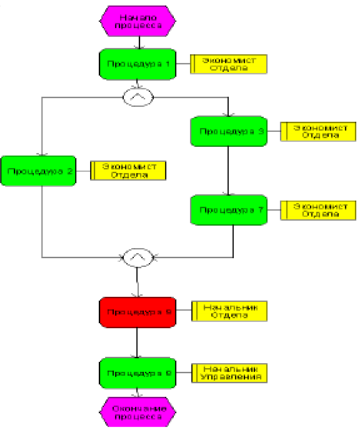 Начало
процесса
Процедура 1
Экономист
Отдела
Процедура 3
Экономист
Отдела
Процедура 2
Экономист
Отдела
Процедура 7
Экономист
Отдела
Процедура
Начальник
Отдела
Процедура
Начальник
Управления
Окончание
процесса